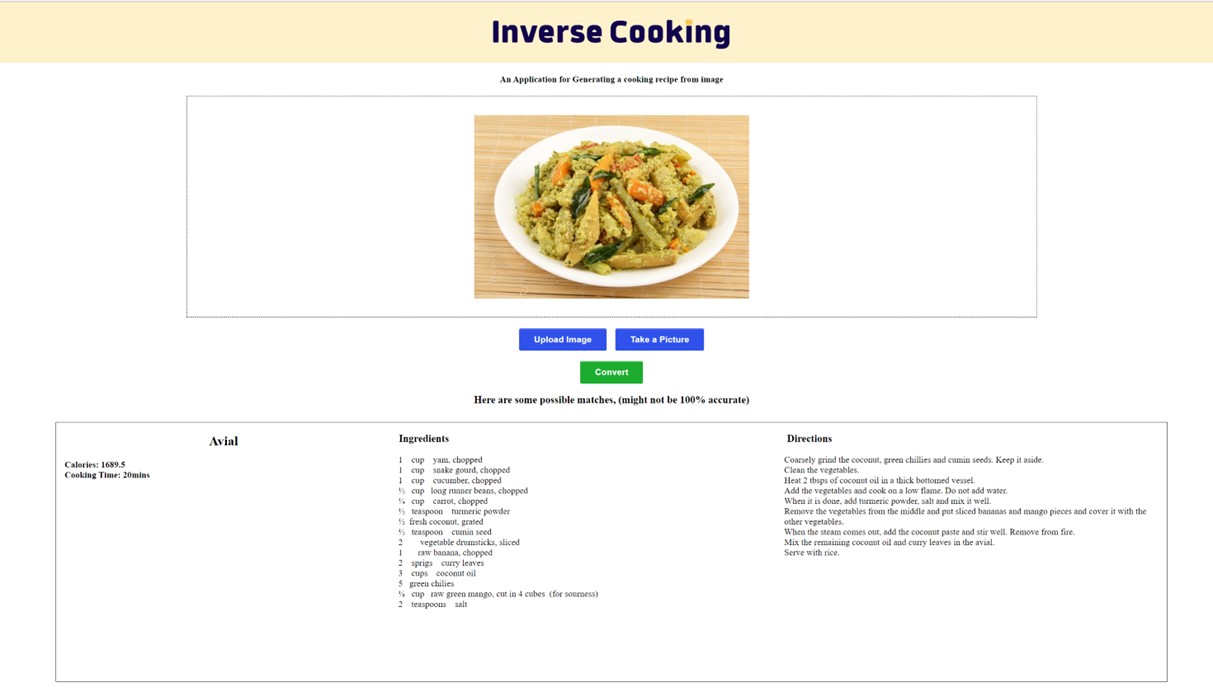 Inverse Cooking
An Application for Generating a cooking recipe from image
Upload Image
Take a Picture
Convert
Here are some possible matches, (might not be 100% accurate)
Avial
Calories: 1689.5
Cooking Time: 20mins
Ingredients
1 cup yam, chopped
1 cup snake gourd, chopped
1 cup cucumber, chopped
½ cup long runner beans, chopped
cup carrot, chopped
½ teaspoon turmeric powder
½ fresh coconut, grated
½ teaspoon cumin seed
2 vegetable drumsticks, sliced
1 raw banana, chopped
2 sprigs curry leaves
3 cups coconut oil
5 green chilies
cup raw green mango, cut in 4 cubes (for sourness)
2 teaspoons salt
Directions
Coarsely grind the coconut, green chillies and cumin seeds. Keep it aside.
Clean the vegetables.
Heat 2 tbsps of coconut oil in a thick bottomed vessel.
Add the vegetables and cook on a low flame. Do not add water.
When it is done, add turmeric powder, salt and mix it well.
Remove the vegetables from the middle and put sliced bananas and mango pieces and cover it with the
other vegetables.
When the steam comes out, add the coconut paste and stir well. Remove from fire.
Mix the remaining coconut oil and curry leaves in the avial.
Serve with rice.